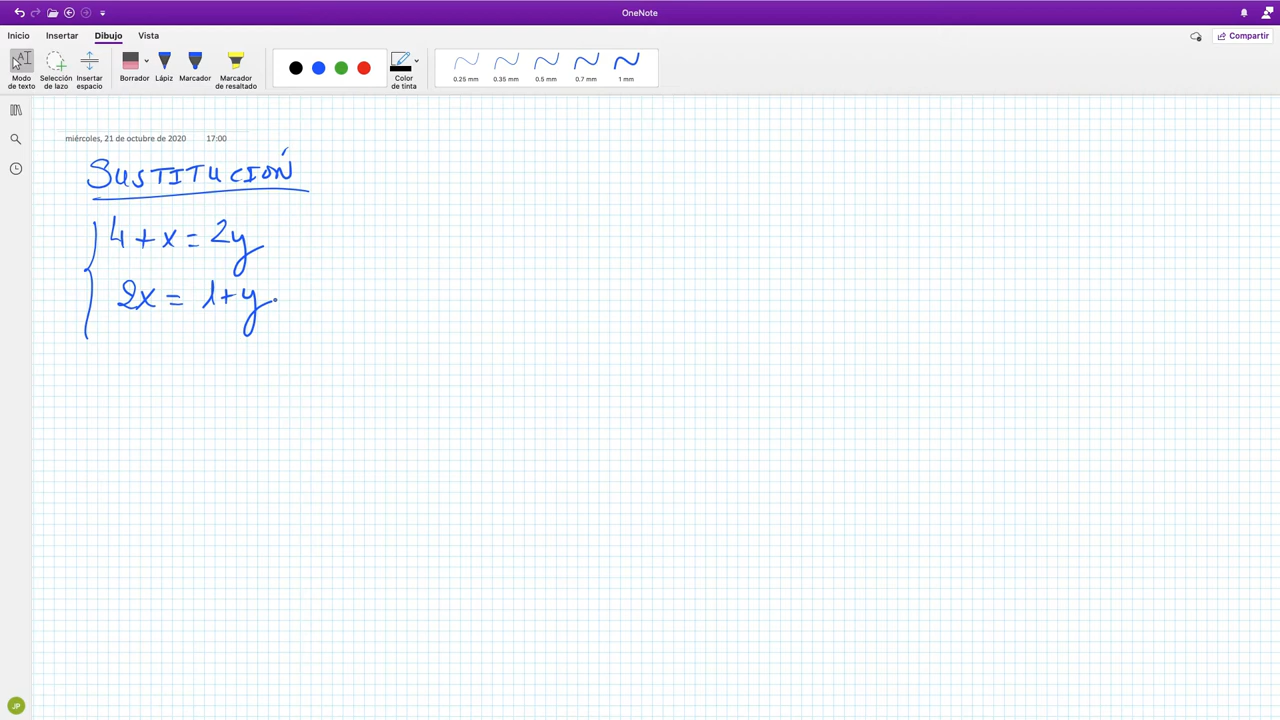 OneNote
Inicio Insertar Dibujo Vista
Compartir
Modo de texto
Selección de lazo
Insertar espacio
Borrador
Lápiz
Marcador
Marcador de resaltado
Color de tinta
0.25 mm
0.35 mm
0.5 mm
0.7 mm
1 mm
miércoles, 21 de octubre de 2020 17:00
SUSTITUCIÓN
4 + x = 2y
2x = 1 + y
JP